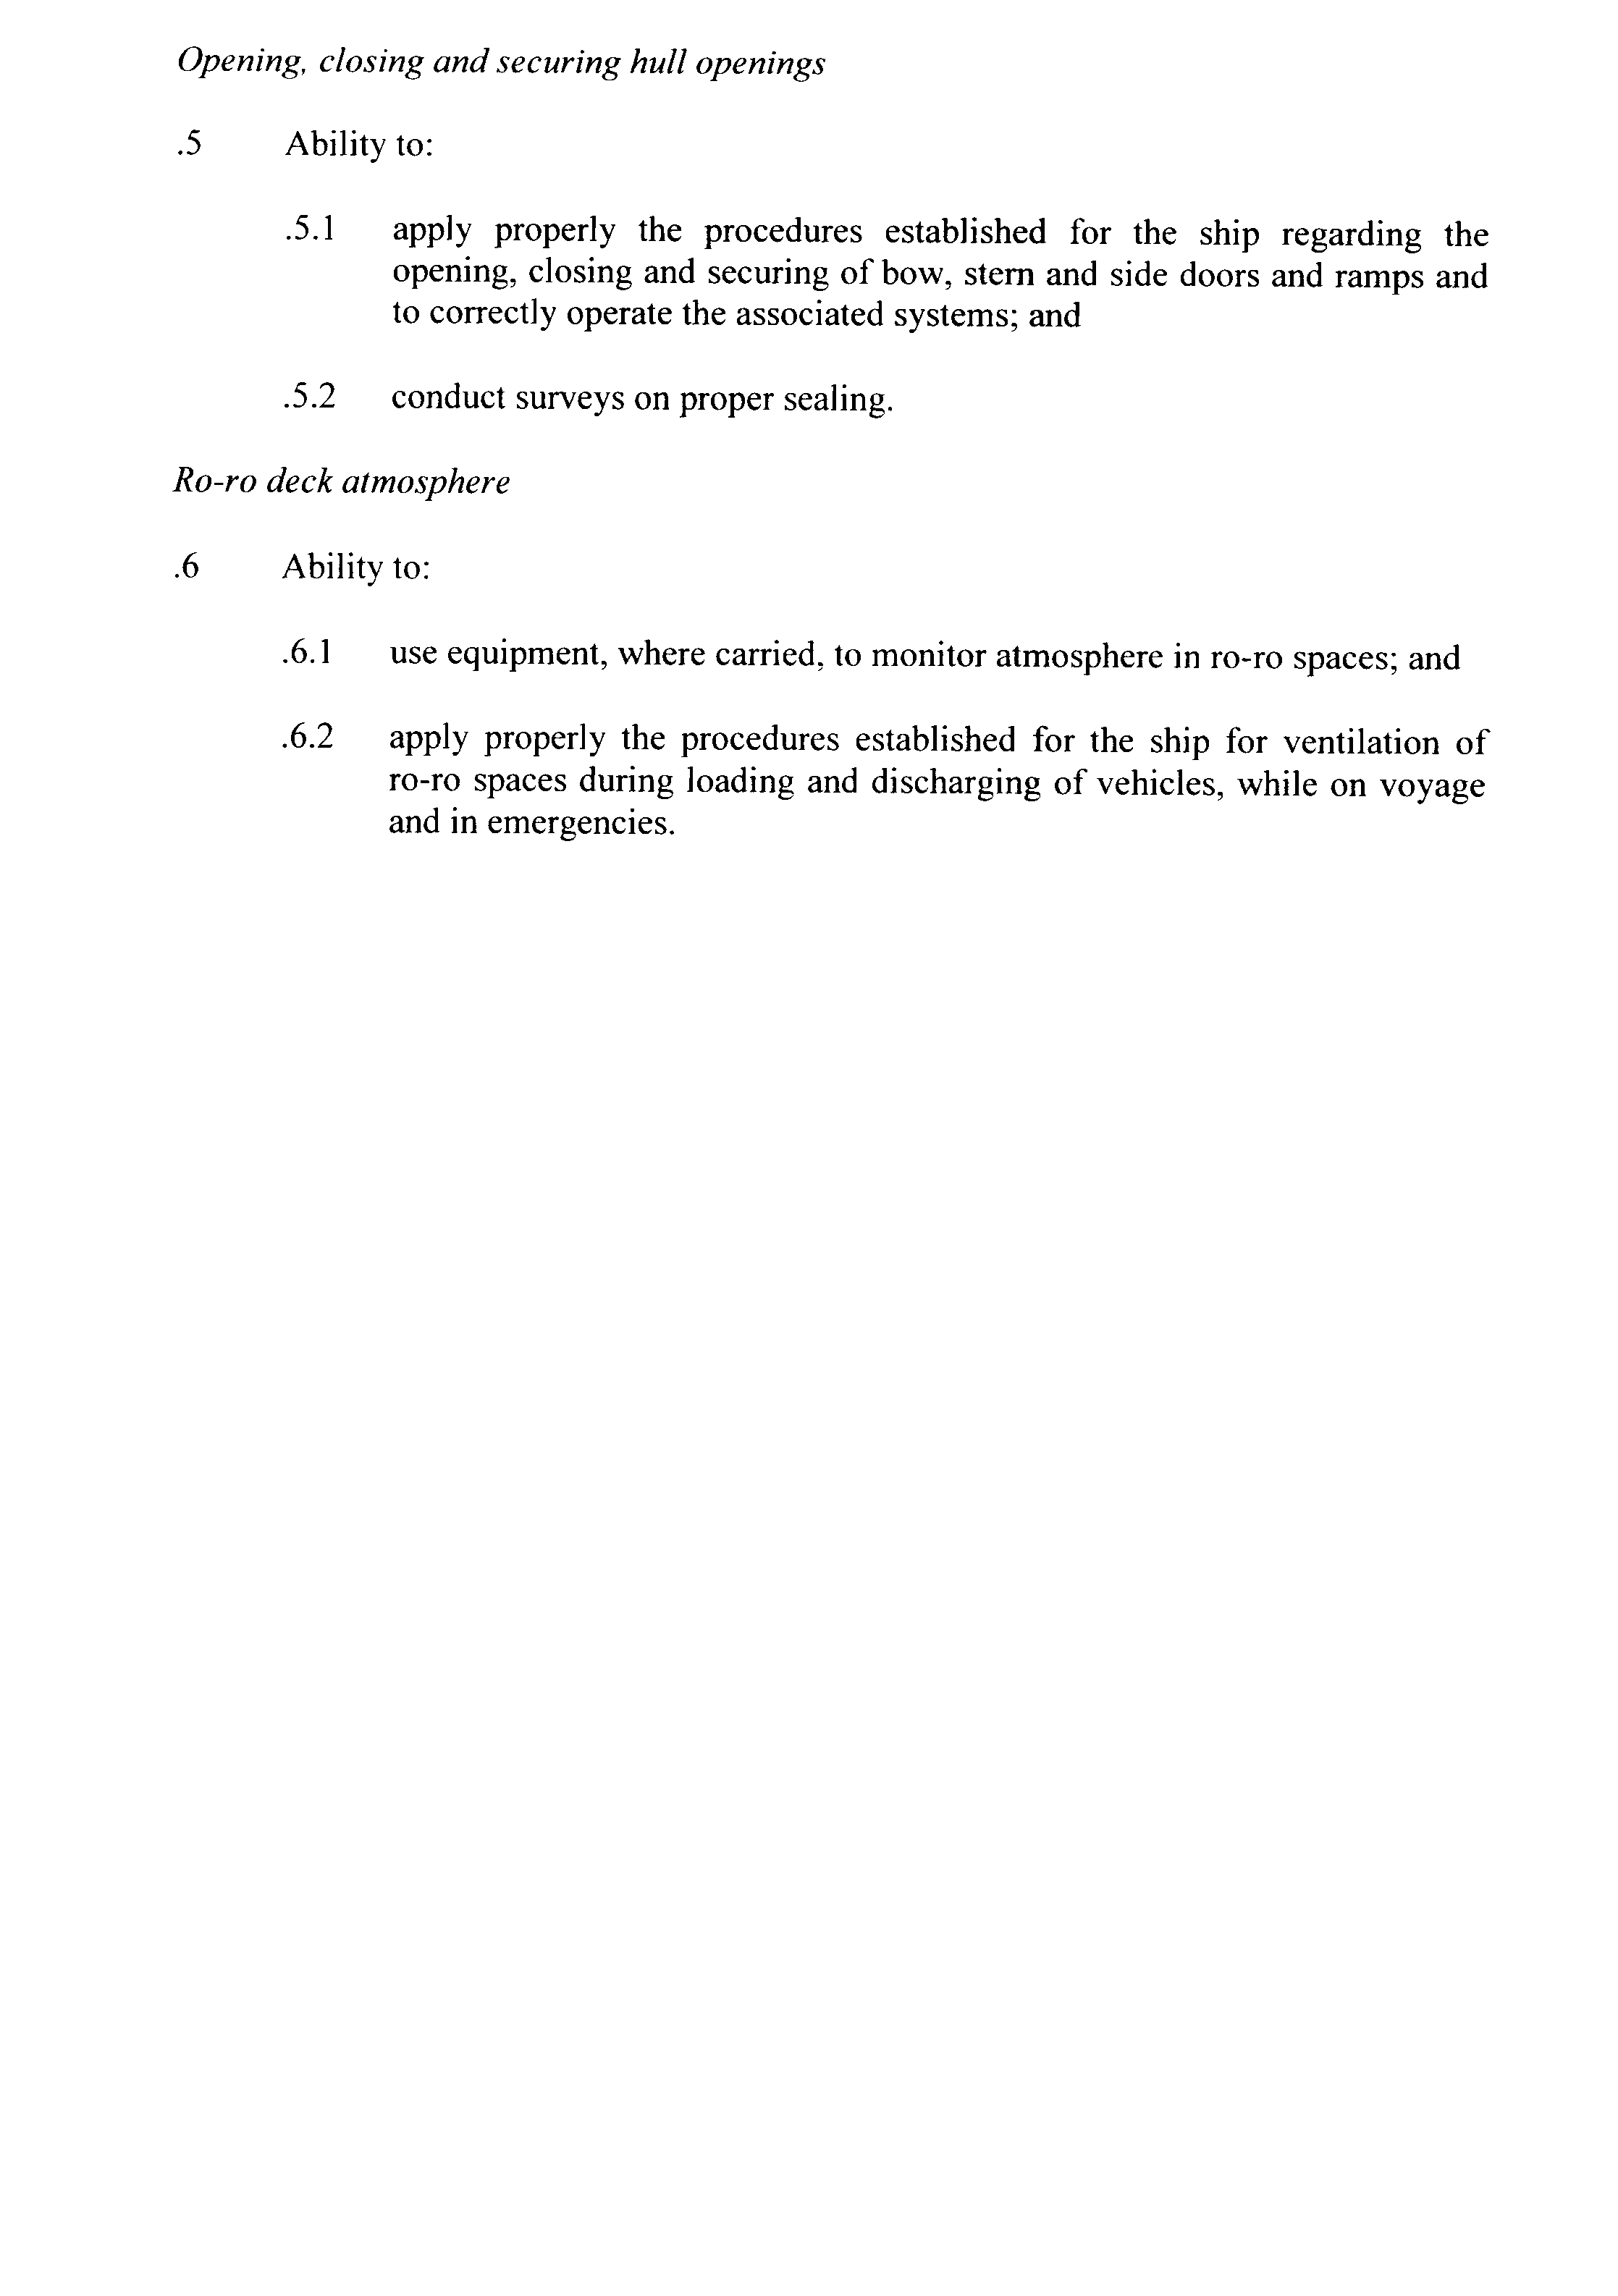 Opening, closing and securing hull openings
.5 Ability to:
.5.1 apply properly the procedures established for the ship regarding the
opening, closing and securing of bow, stern and side doors and ramps and
to correctly operate the associated systems; and
.5.2 conduct surveys on proper sealing.
Ro-ro deck atmosphere
.6 Ability to:
.6.1 use equipment, where carried, to monitor atmosphere in ro-ro spaces; and
.6.2 apply properly the procedures established for the ship for ventilation of
ro-ro spaces during loading and discharging of vehicles, while on voyage
and in emergencies.